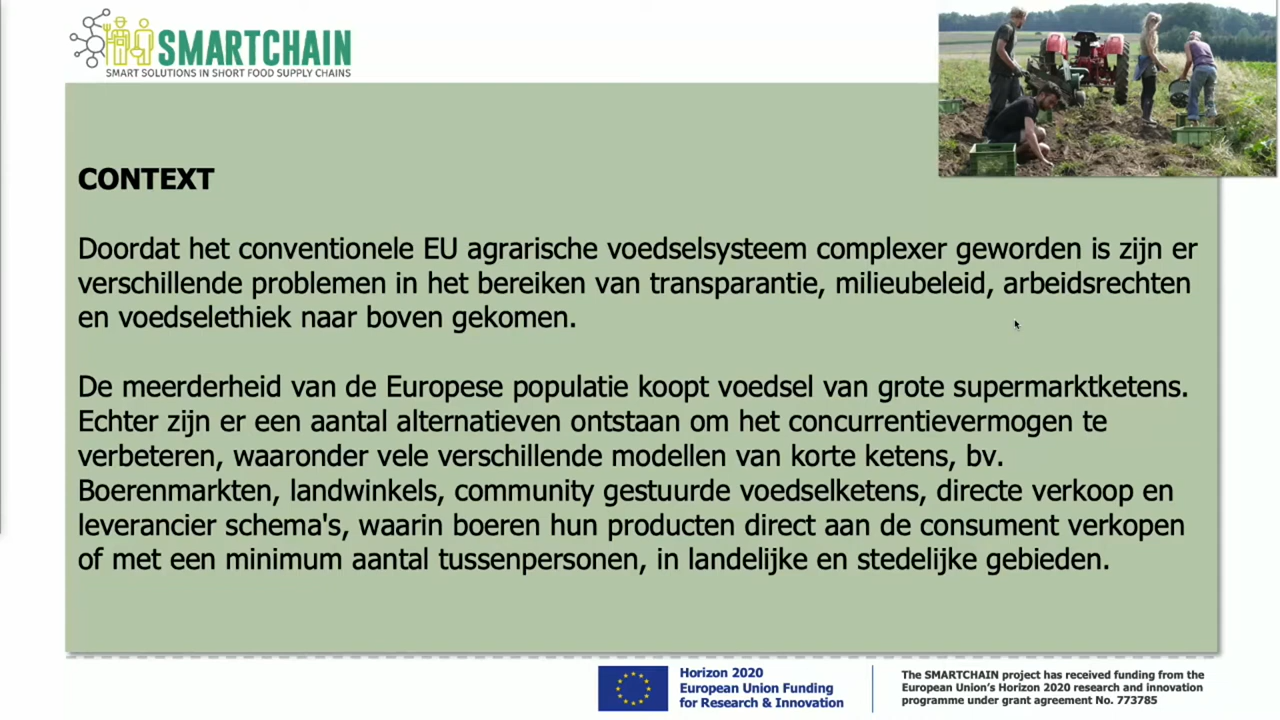 SMARTCHAIN
SMART SOLUTIONS IN SHORT FOOD SUPPLY CHAINS
CONTEXT
Doordat het conventionele EU agrarische voedselsysteem complexer geworden is zijn er
verschillende problemen in het bereiken van transparantie, milieubeleid, arbeidsrechten
en voedselethiek naar boven gekomen.
De meerderheid van de Europese populatie koopt voedsel van grote supermarktketens.
Echter zijn er een aantal alternatieven ontstaan om het concurrentievermogen te
verbeteren, waaronder vele verschillende modellen van korte ketens, bv.
Boerenmarkten, landwinkels, community gestuurde voedselketens, directe verkoop en
leverancier schema's, waarin boeren hun producten direct aan de consument verkopen
of met een minimum aantal tussenpersonen, in landelijke en stedelijke gebieden.
Horizon 2020
European Union Funding
for Research & Innovation
The SMARTCHAIN project has received funding from the
European Union's Horizon 2020 research and innovation
programme under grant agreement No. 773785